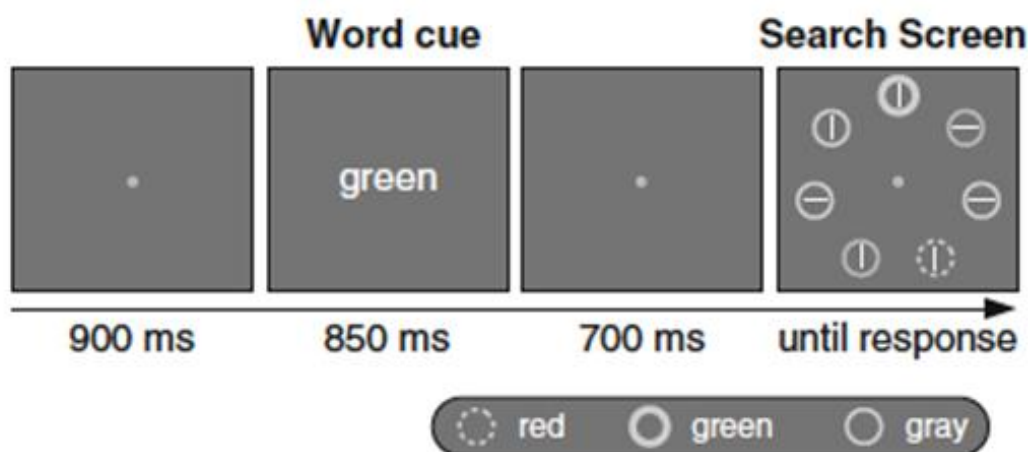 Word cue
Search Screen
green
900 ms
850 ms
700 ms
until response
red
green
gray